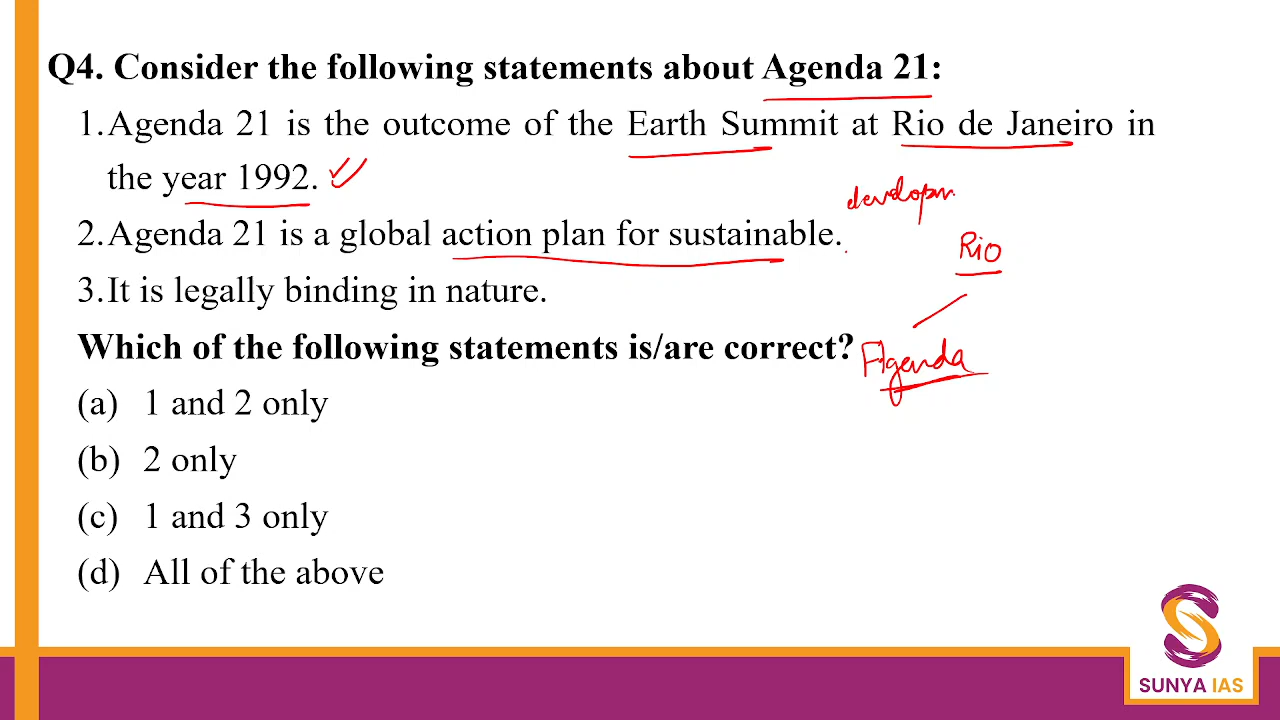 Q4. Consider the following statements about Agenda 21:
1. Agenda 21 is the outcome of the Earth Summit at Rio de Janeiro in
the year 1992.
developm.
2. Agenda 21 is a global action plan for sustainable.
Rio
3. It is legally binding in nature.
Which of the following statements is/are correct?
Agenda
(a) 1 and 2 only
(b) 2 only
(c) 1 and 3 only
(d) All of the above
SUNYA IAS